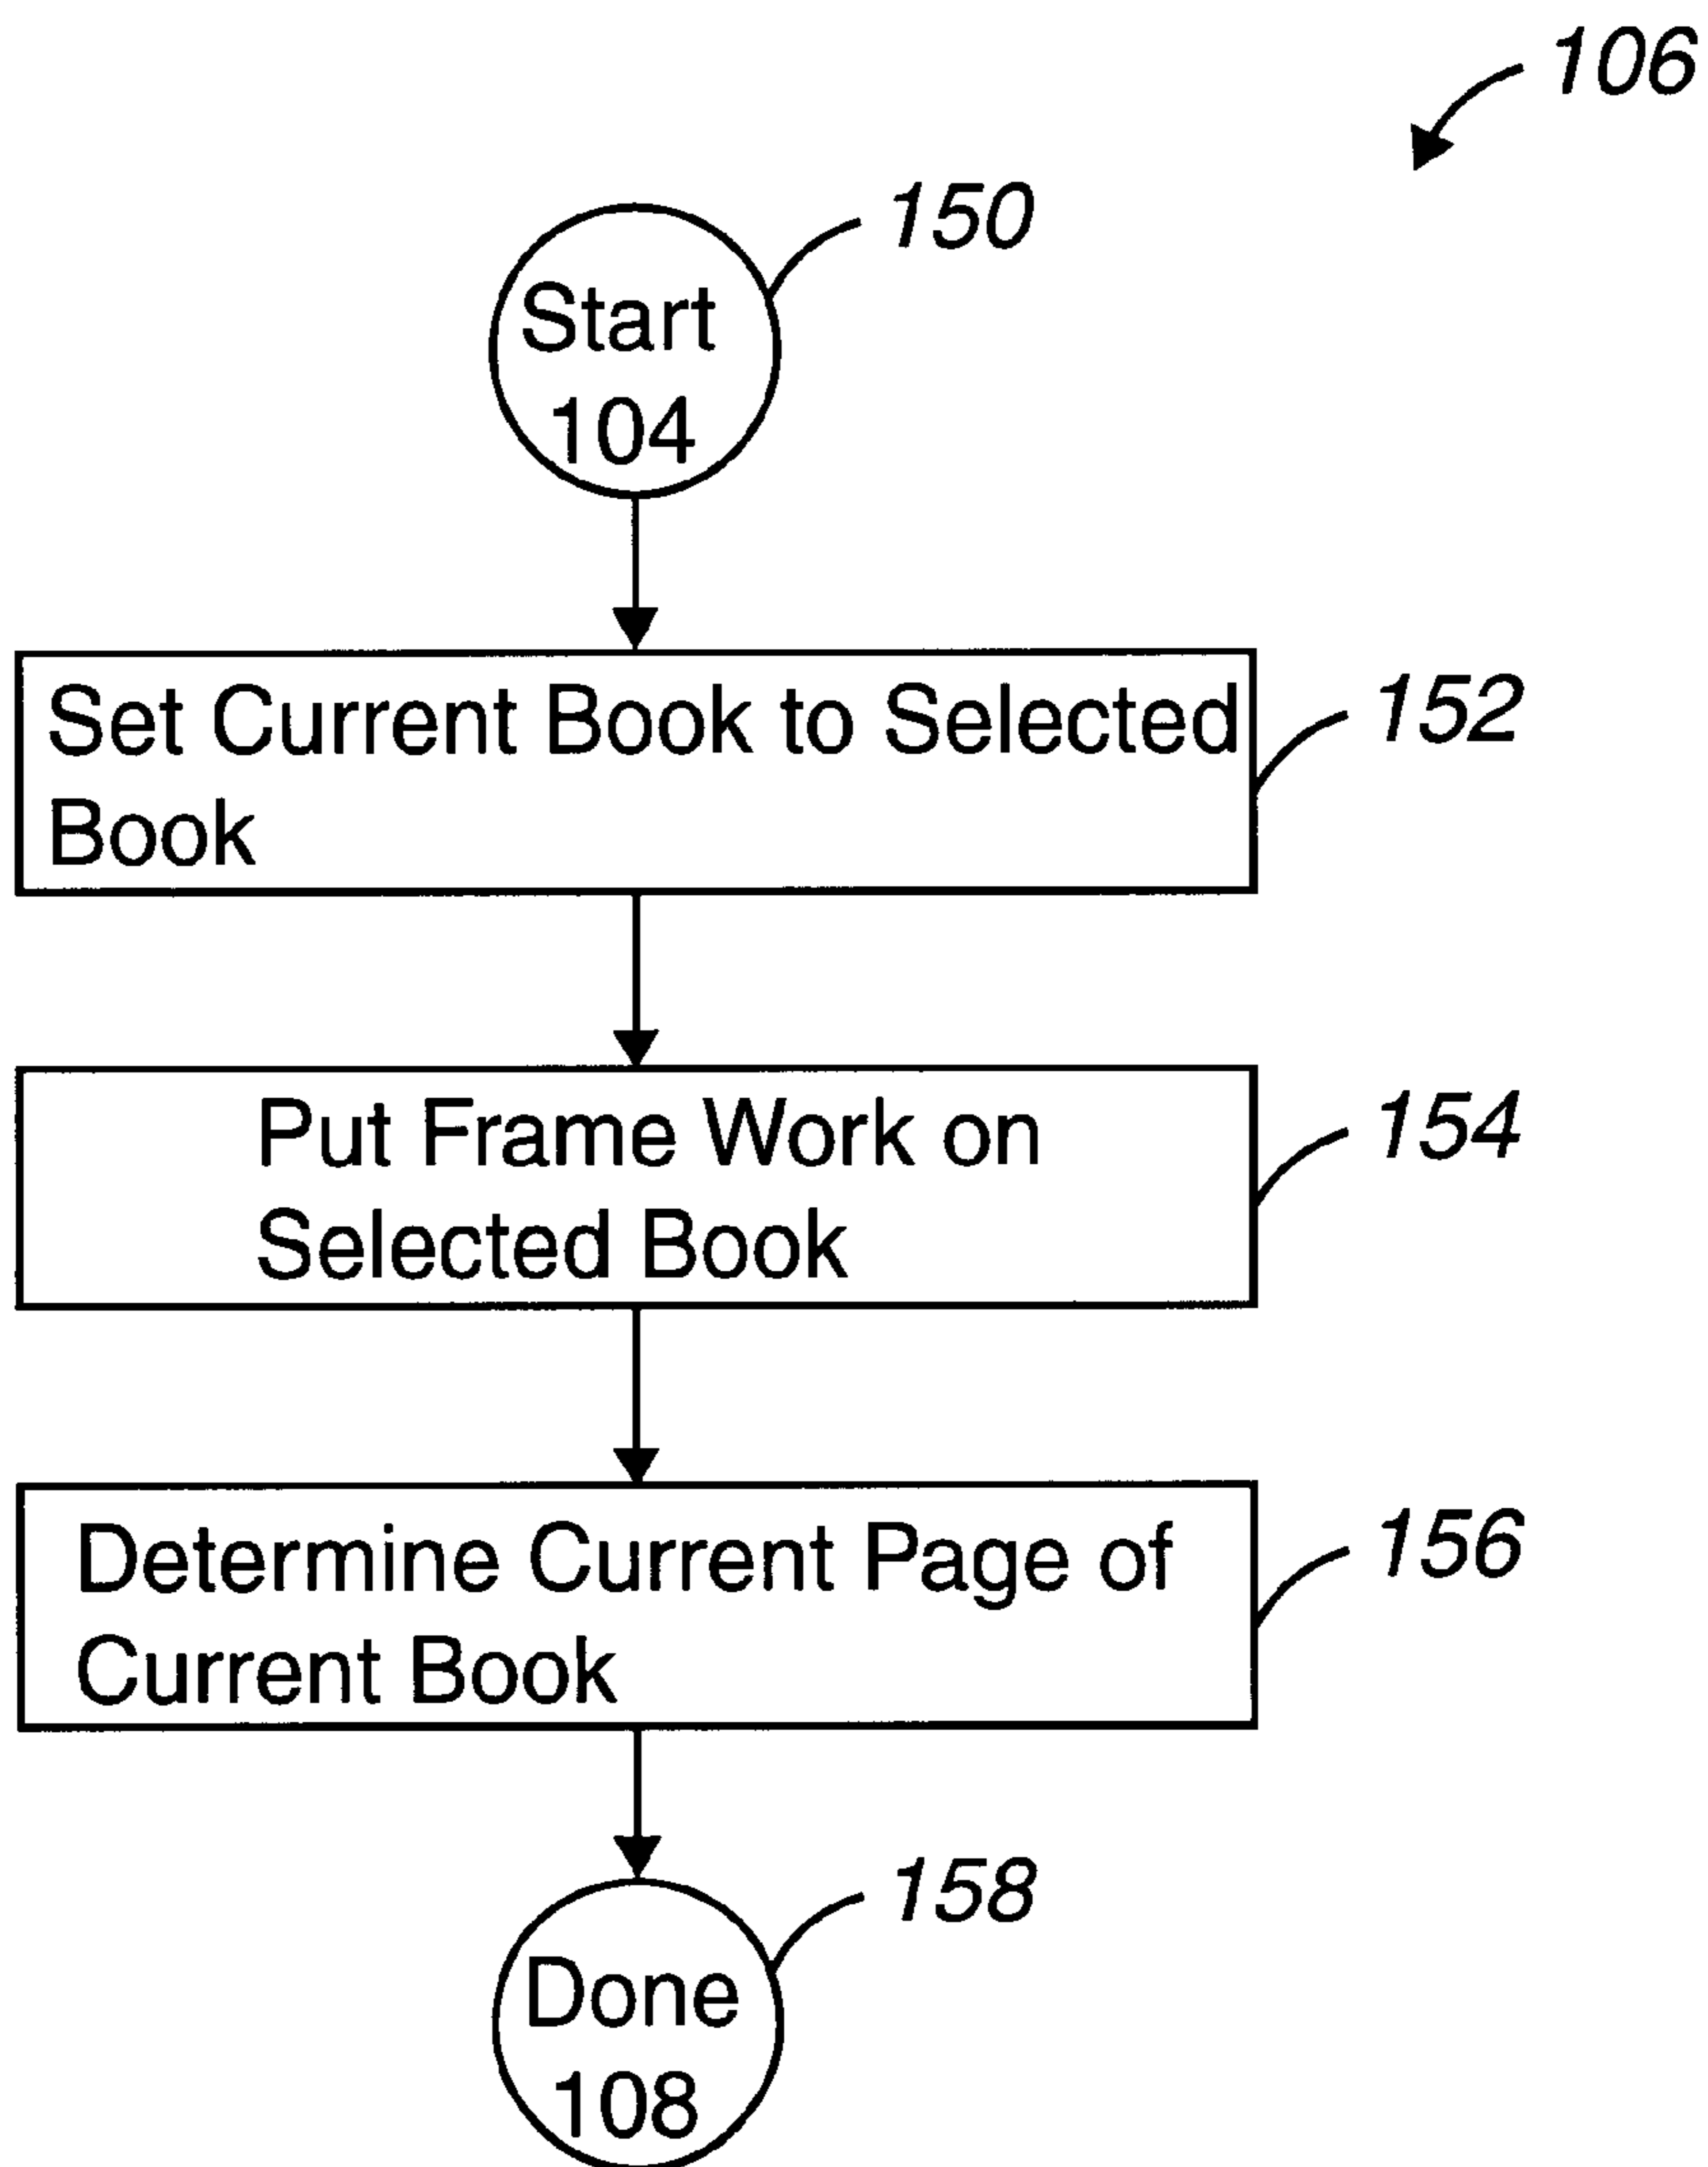 106
150
Start
104
Set Current Book to Selected
Book
152
Put Frame Work on
Selected Book
154
Determine Current Page of
Current Book
156
158
Done
108